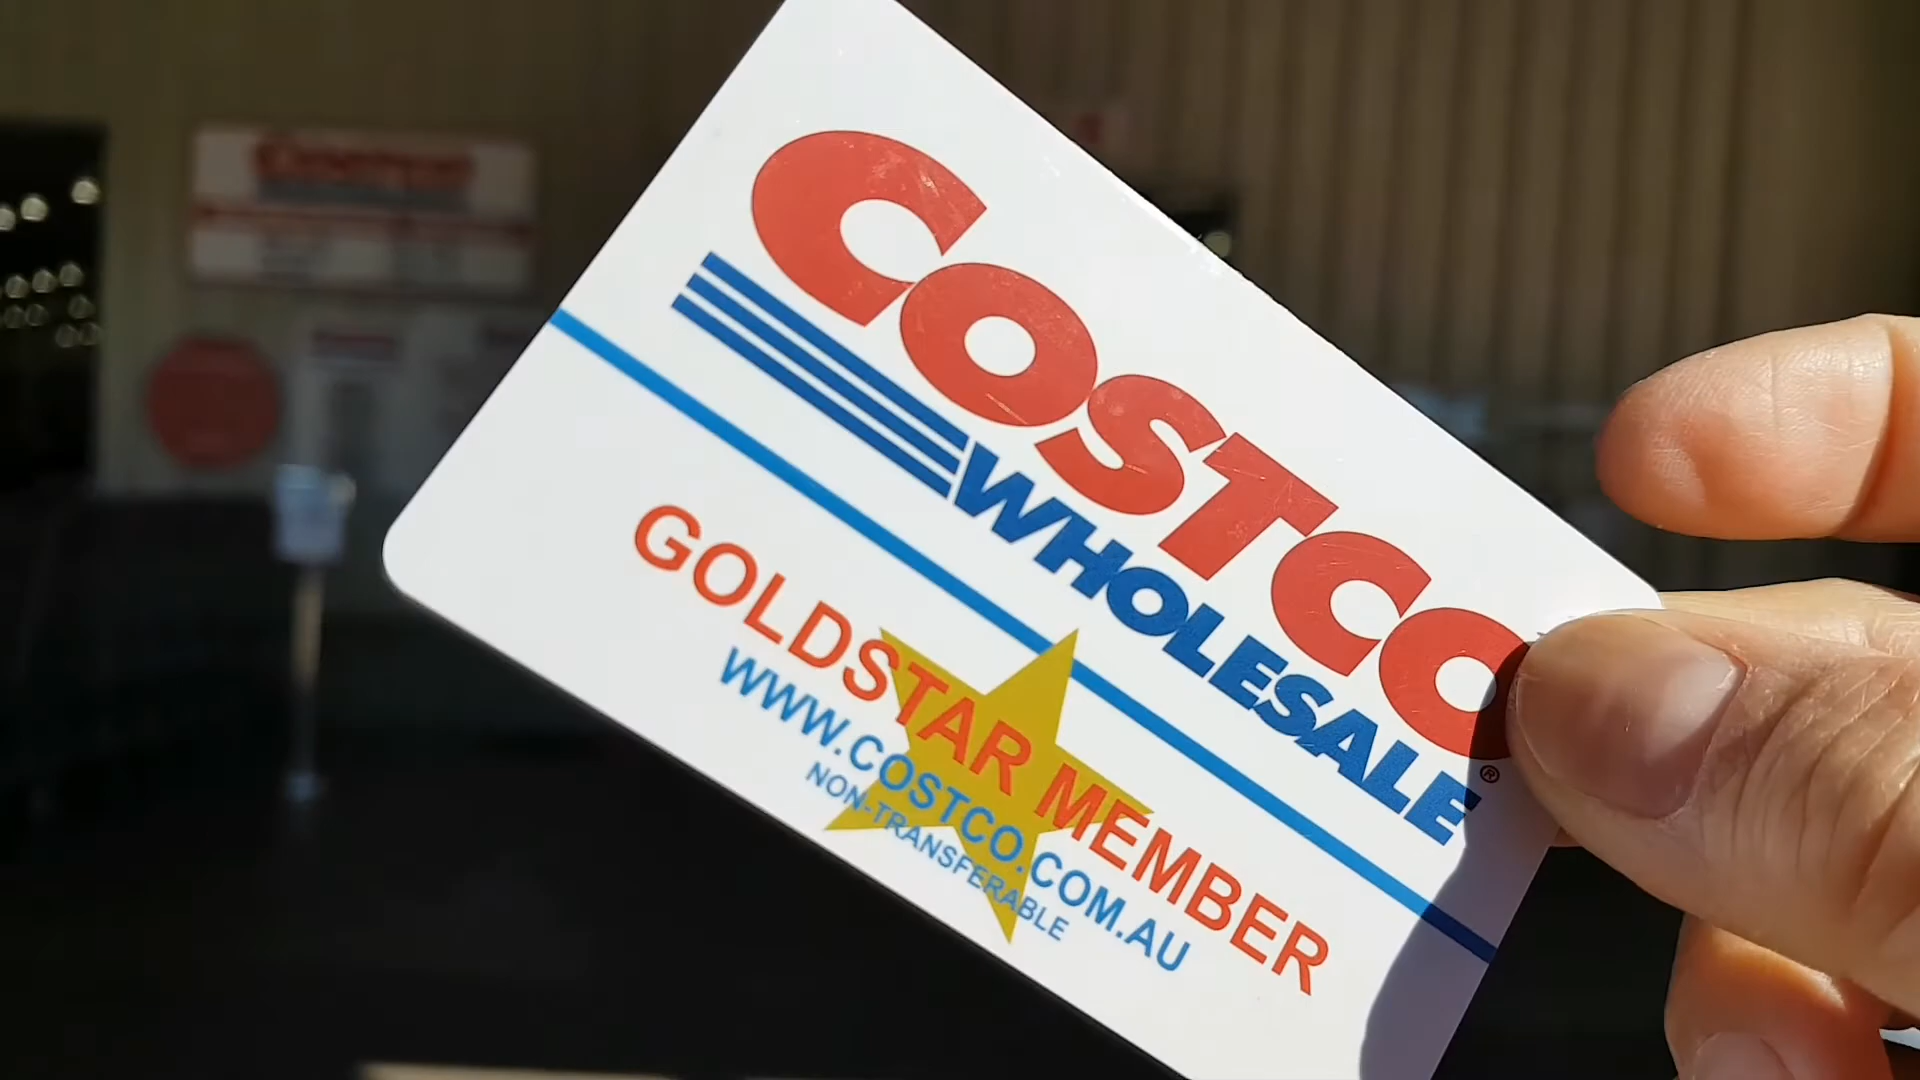 COSTCO
WHOLESALE
®
GOLDSTAR MEMBER
WWW.COSTCO.COM.AU
NON-TRANSFERABLE